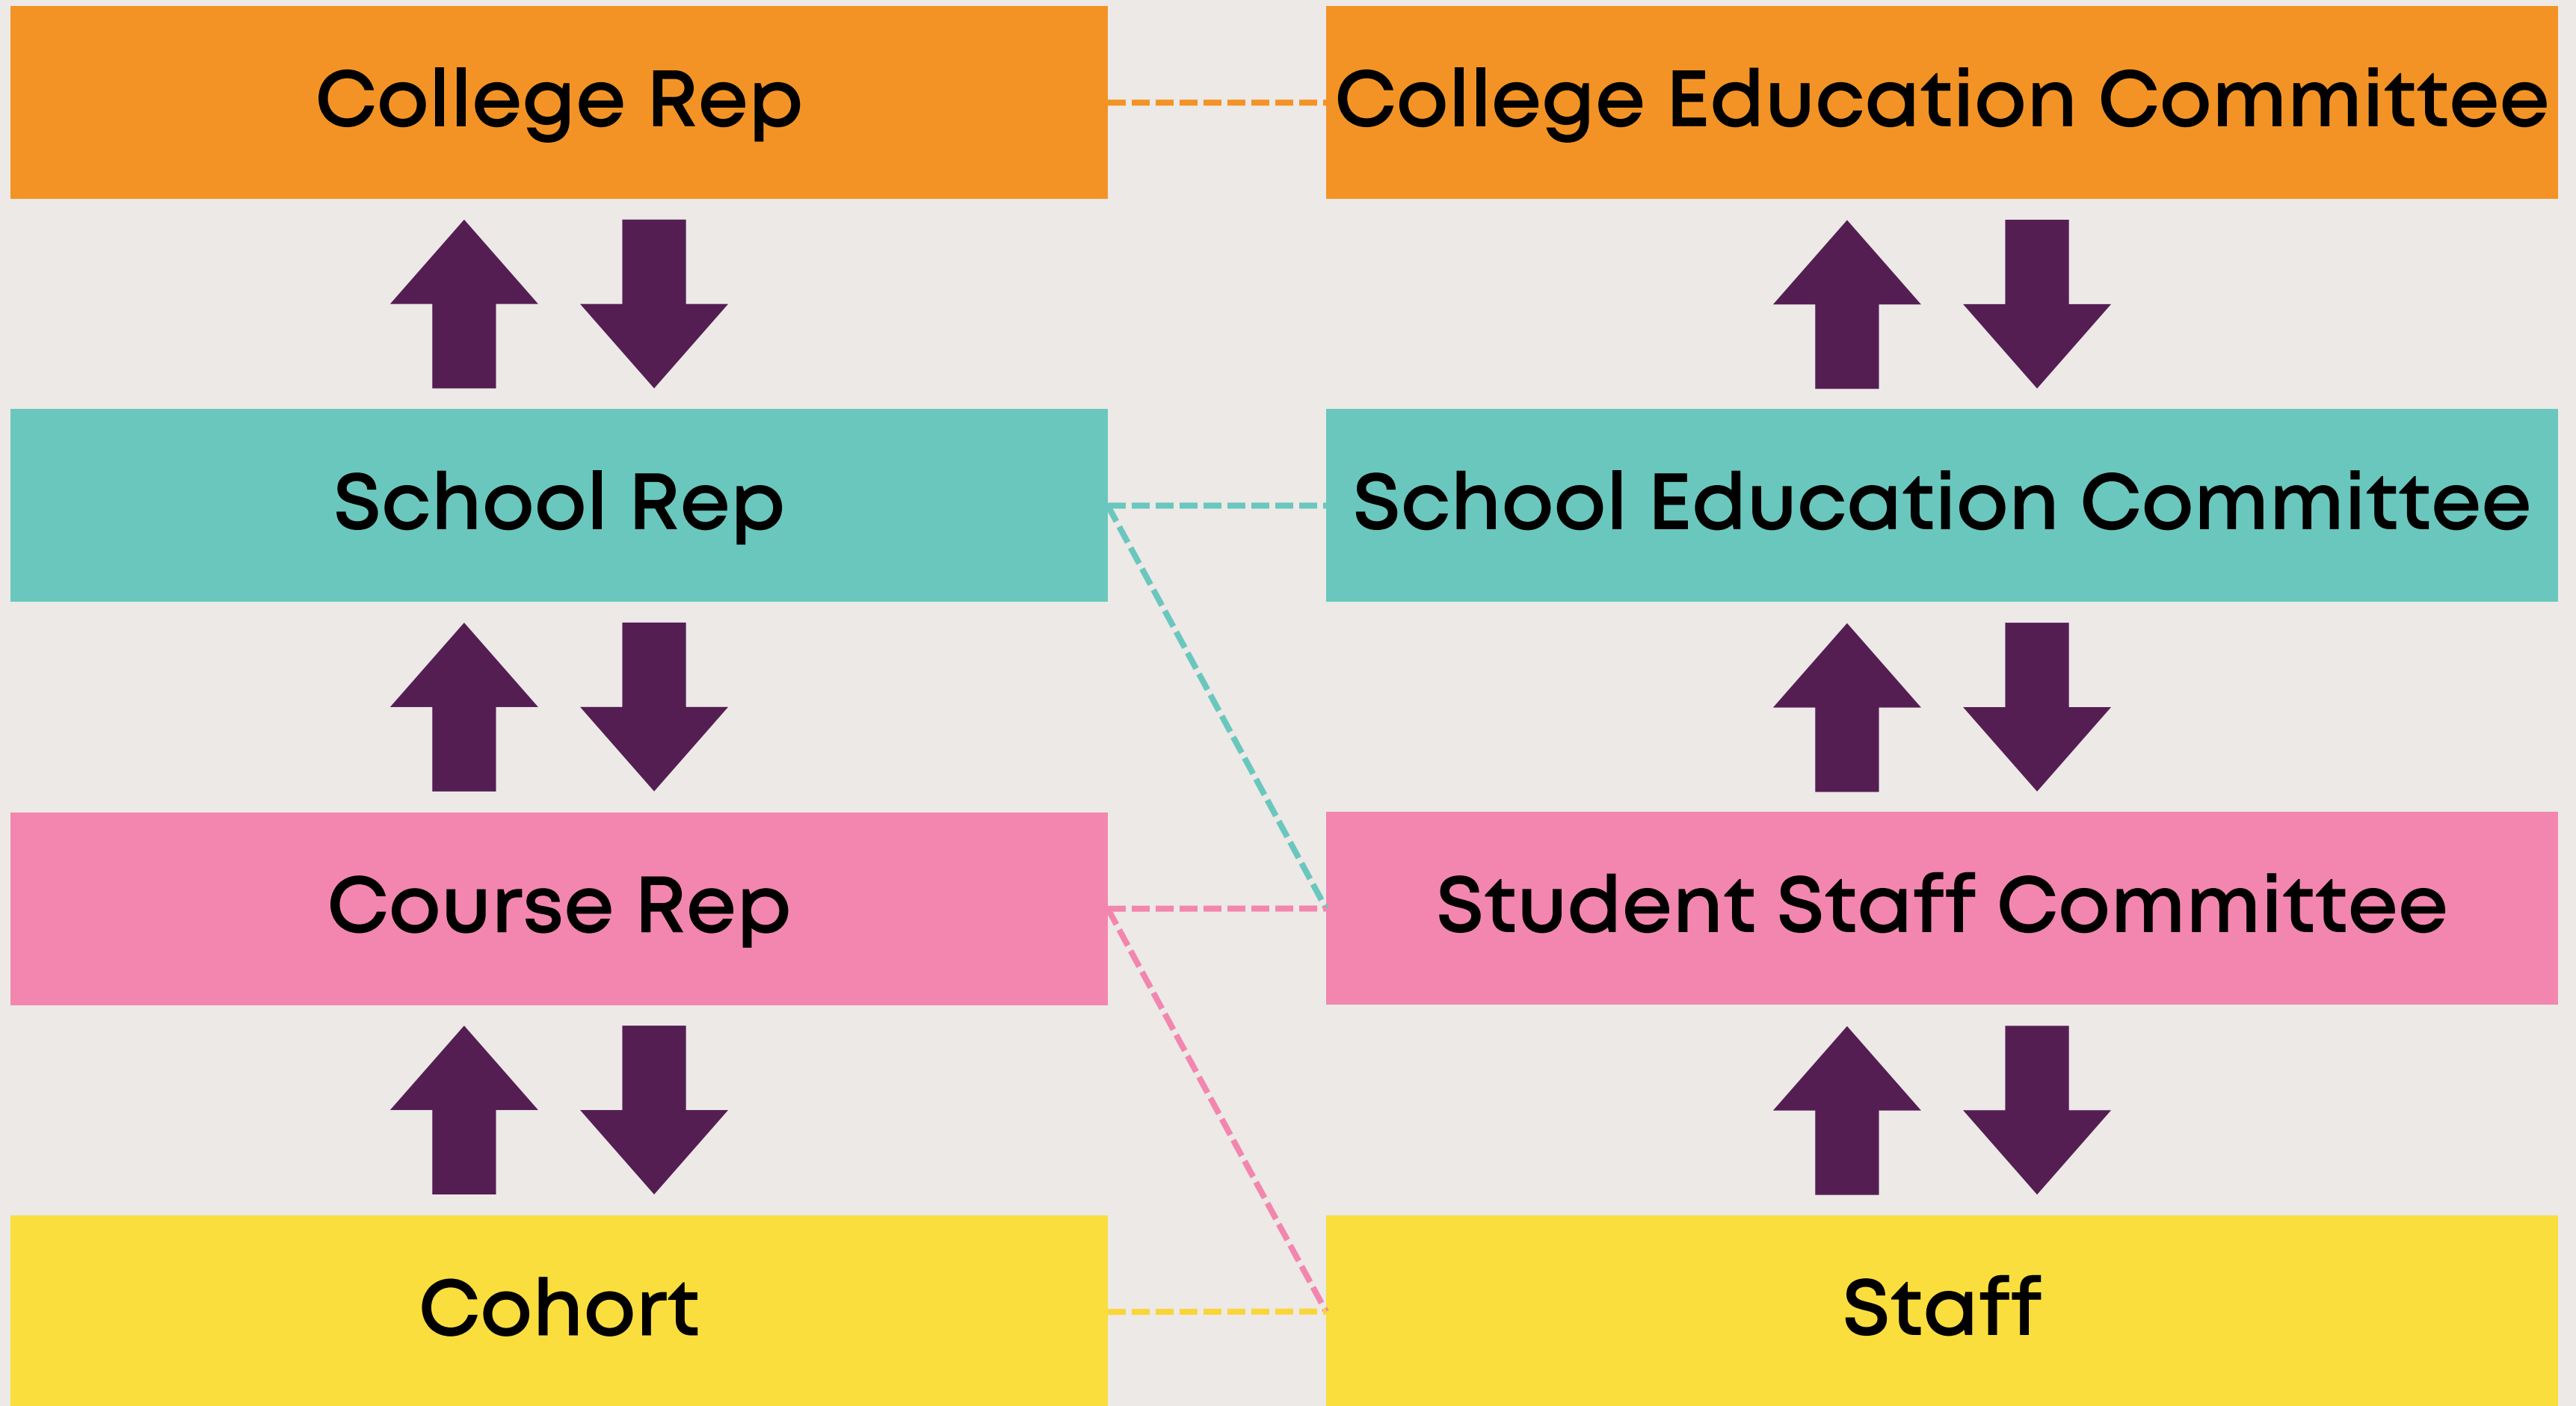 College Rep
College Education Committee
School Rep
School Education Committee
Course Rep
Student Staff Committee
Cohort
Staff